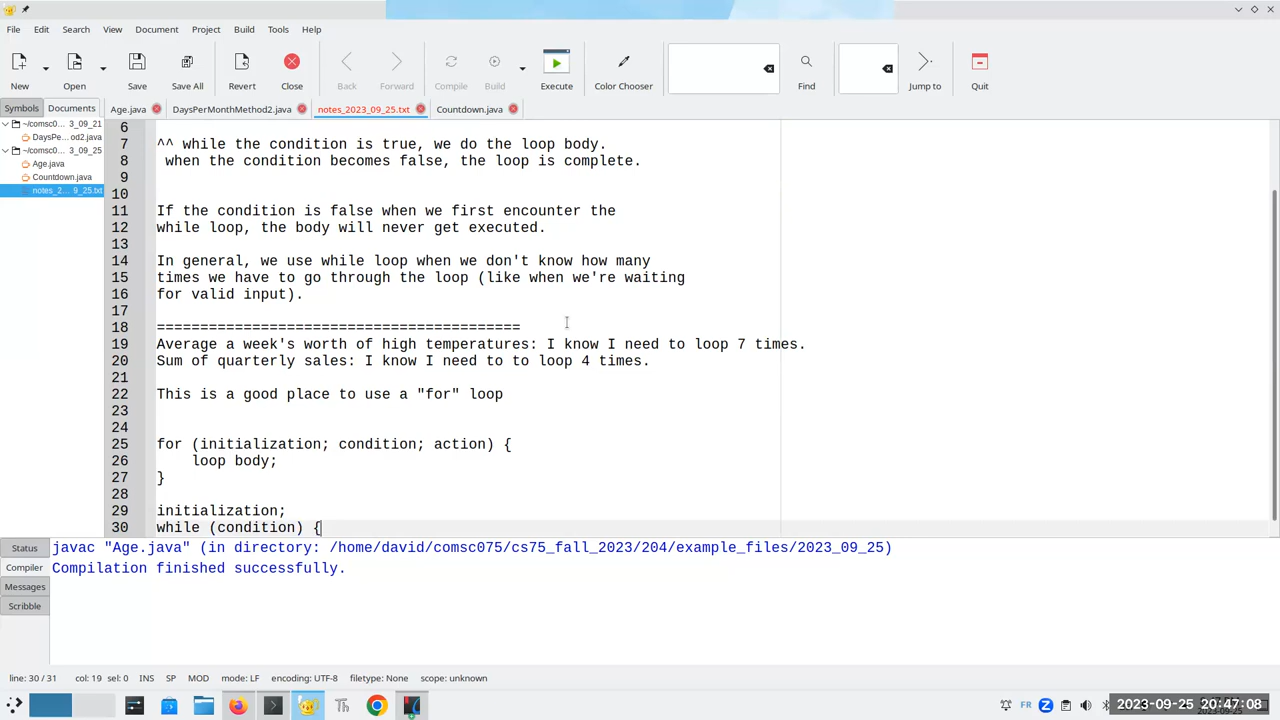 File Edit Search View Document Project Build Tools Help
New Open Save Save All Revert Close Back Forward Compile Build Execute Color Chooser Find Jump to Quit
Symbols Documents Age.java DaysPerMonthMethod2.java notes_2023_09_25.txt Countdown.java
~/comsc0... 3_09_21
DaysPe...od2.java
~/comsc0... 3_09_25
Age.java
Countdown.java
notes_2... 9_25.txt
6
7 ^^ while the condition is true, we do the loop body.
8 when the condition becomes false, the loop is complete.
9
10
11 If the condition is false when we first encounter the
12 while loop, the body will never get executed.
13
14 In general, we use while loop when we don't know how many
15 times we have to go through the loop (like when we're waiting
16 for valid input).
17
18 ==========================================
19 Average a week's worth of high temperatures: I know I need to loop 7 times.
20 Sum of quarterly sales: I know I need to to loop 4 times.
21
22 This is a good place to use a "for" loop
23
24
25 for (initialization; condition; action) {
26 loop body;
27 }
28
29 initialization;
30 while (condition) {
Status
Compiler
Messages
Scribble
javac "Age.java" (in directory: /home/david/comsc075/cs75_fall_2023/204/example_files/2023_09_25)
Compilation finished successfully.
line: 30 / 31 col: 19 sel: 0 INS SP MOD mode: LF encoding: UTF-8 filetype: None scope: unknown
FR
2023-09-25 20:47:08